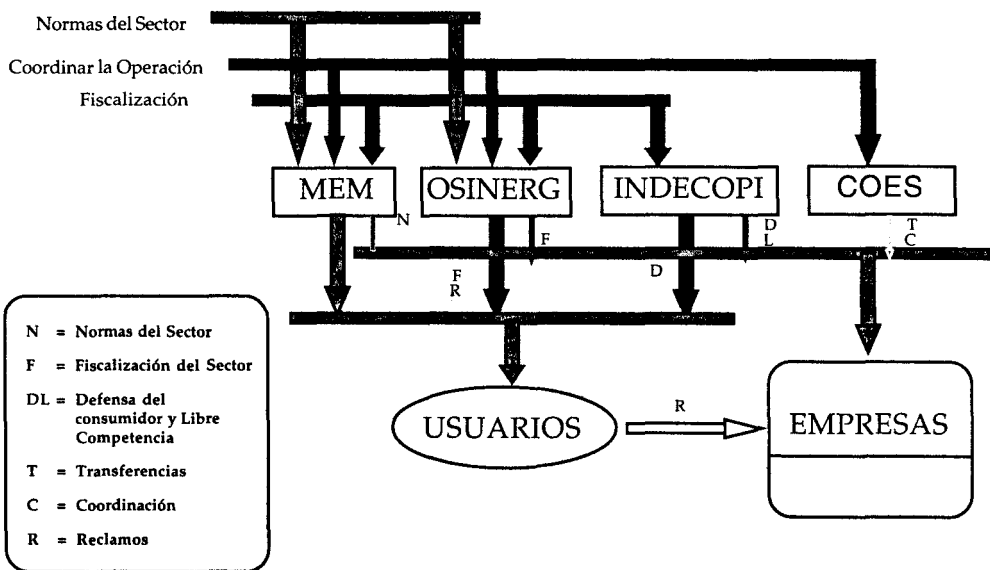 Normas del Sector
Coordinar la Operación
Fiscalización
MEM
OSINERG
INDECOPI
COES
N
F
D
L
T
C
F
R
D
N = Normas del Sector
F = Fiscalización del Sector
DL = Defensa del
consumidor y Libre
Competencia
T = Transferencias
C = Coordinación
R = Reclamos
USUARIOS
R
EMPRESAS